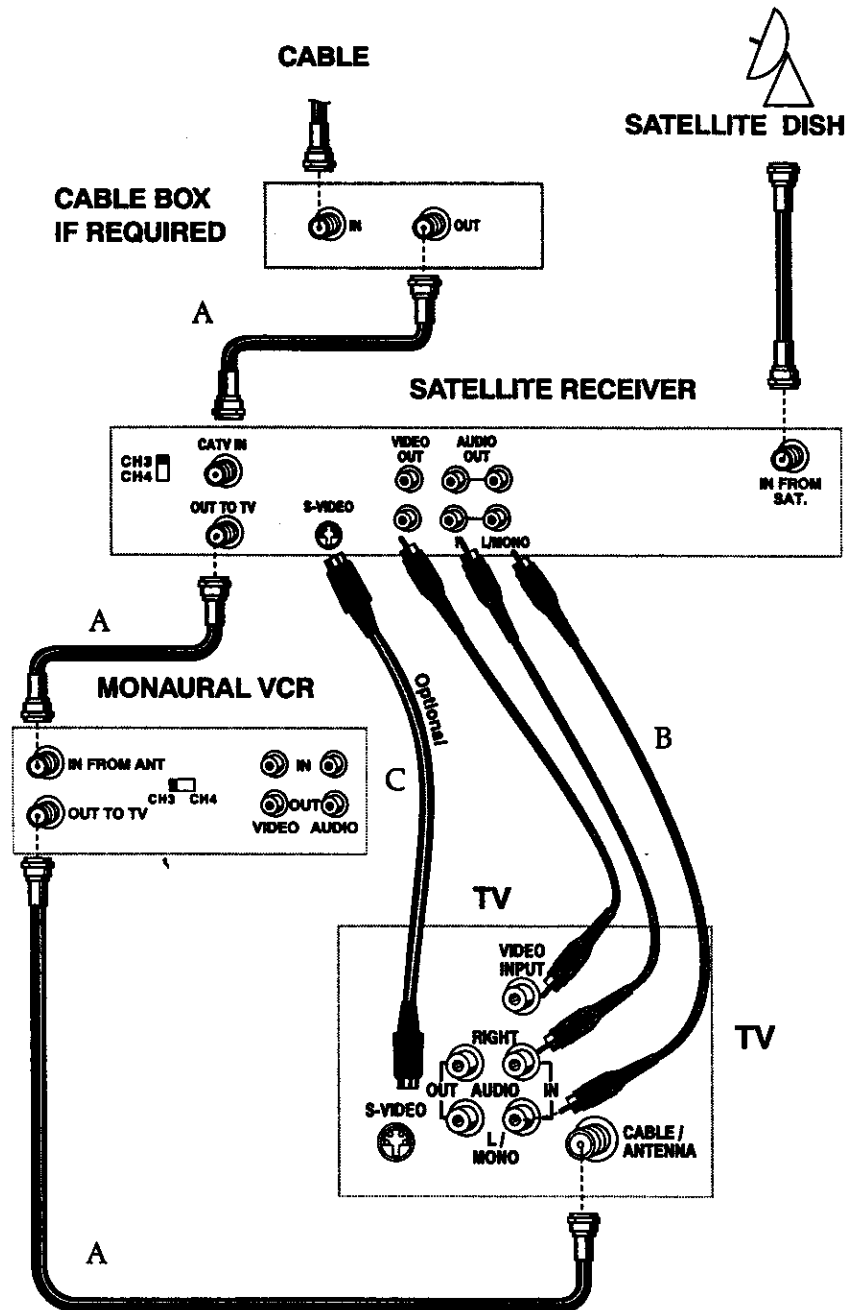 CABLE
SATELLITE DISH
CABLE BOX
IF REQUIRED
IN
OUT
A
SATELLITE RECEIVER
CH3
CH4
CATV IN
VIDEO
OUT
AUDIO
OUT
IN FROM
SAT.
OUT TO TV
S-VIDEO
L/MONO
A
MONAURAL VCR
Optional
B
IN FROM ANT
IN
C
CH3 CH4
OUT TO TV
OUT
VIDEO AUDIO
TV
VIDEO
INPUT
TV
RIGHT
OUT AUDIO IN
S-VIDEO
L/
MONO
CABLE/
ANTENNA
A